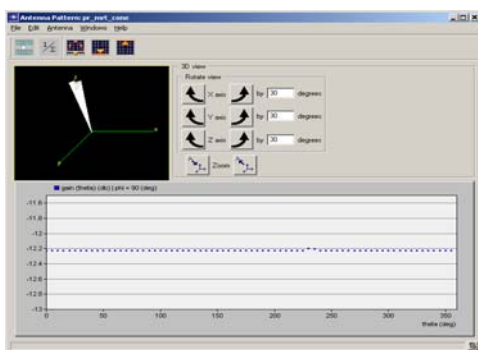 Antenna Pattern: pr_mrt_cone
File Edit Antenna Windows Help
3D view
Rotate view
X axis by 30 degrees
Y axis by 30 degrees
Z axis by 30 degrees
Zoom
gain (theta) (db) | phi = 90 (deg)
-11.6
-11.8
-12
-12.2
-12.4
-12.6
-12.8
-13
0 50 100 150 200 250 300 350
theta (deg)